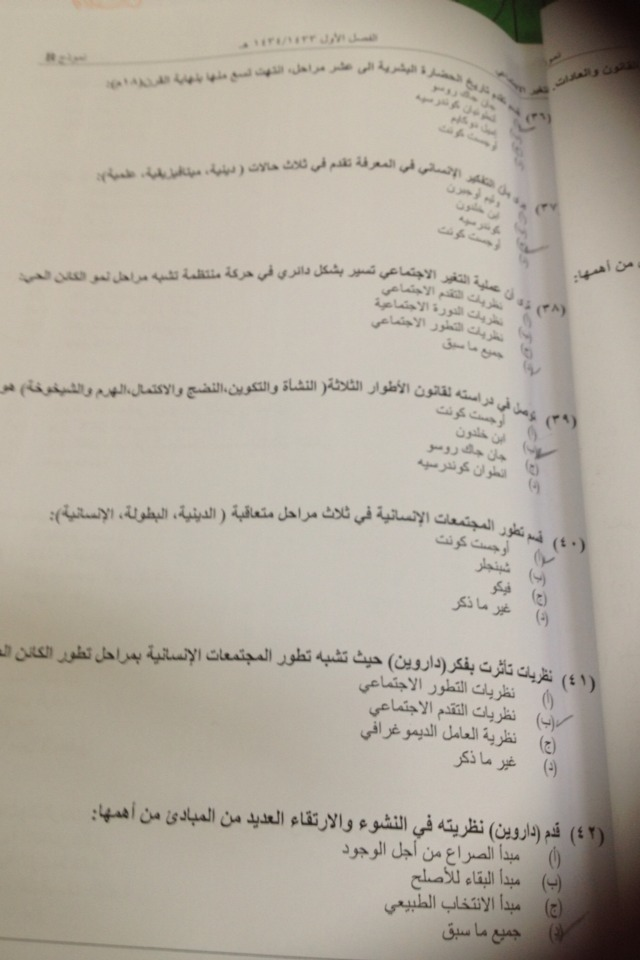 الفصل الأول ١٤٣٤/١٤٣٣ هـ
نموذج
(٣٦) تقدم تاريخ الحضارة البشرية الى عشر مراحل، انتهت تسع منها بنهاية القرن(١٨م):
جان جاك روسو
انطونيان كوندرسيه
إميل دوكايم
أوجست كونت
(٣٧ يرى بأن التفكير الإنساني في المعرفة تقدم في ثلاث حالات ( دينية، ميتافيزيقية، علمية):
وليم أوجبرن
ابن خلدون
كوندرسيه
أوجست كونت
(٣٨) ترى أن عملية التغير الاجتماعي تسير بشكل دائري في حركة منتظمة تشبه مراحل نمو الكائن الحي:
نظريات التقدم الاجتماعي
نظريات الدورة الاجتماعية
نظريات التطور الاجتماعي
جميع ما سبق
(٣٩) توصل في دراسته لقانون الأطوار الثلاثة( النشأة والتكوين،النضج والاكتمال،الهرم والشيخوخة) هو
أوجست كونت
(ب) ابن خلدون
(ج) جان جاك روسو
(د) انطوان كوندرسيه
(٤٠) قسم تطور المجتمعات الإنسانية في ثلاث مراحل متعاقبة ( الدينية، البطولة، الإنسانية):
(أ) أوجست كونت
(ب) شبنجلر
(ج) فيكو
(د) غير ما ذكر
(٤١) نظريات تأثرت بفكر(داروين) حيث تشبه تطور المجتمعات الإنسانية بمراحل تطور الكائن
(أ) نظريات التطور الاجتماعي
(ب) نظريات التقدم الاجتماعي
(ج) نظرية العامل الديموغرافي
(د) غير ما ذكر
(٤٢) قدم (داروين) نظريته في النشوء والارتقاء العديد من المبادئ من أهمها:
(أ) مبدأ الصراع من أجل الوجود
(ب) مبدأ البقاء للأصلح
(ج) مبدأ الانتخاب الطبيعي
(د) جميع ما سبق
والعادات.
من أهمها: